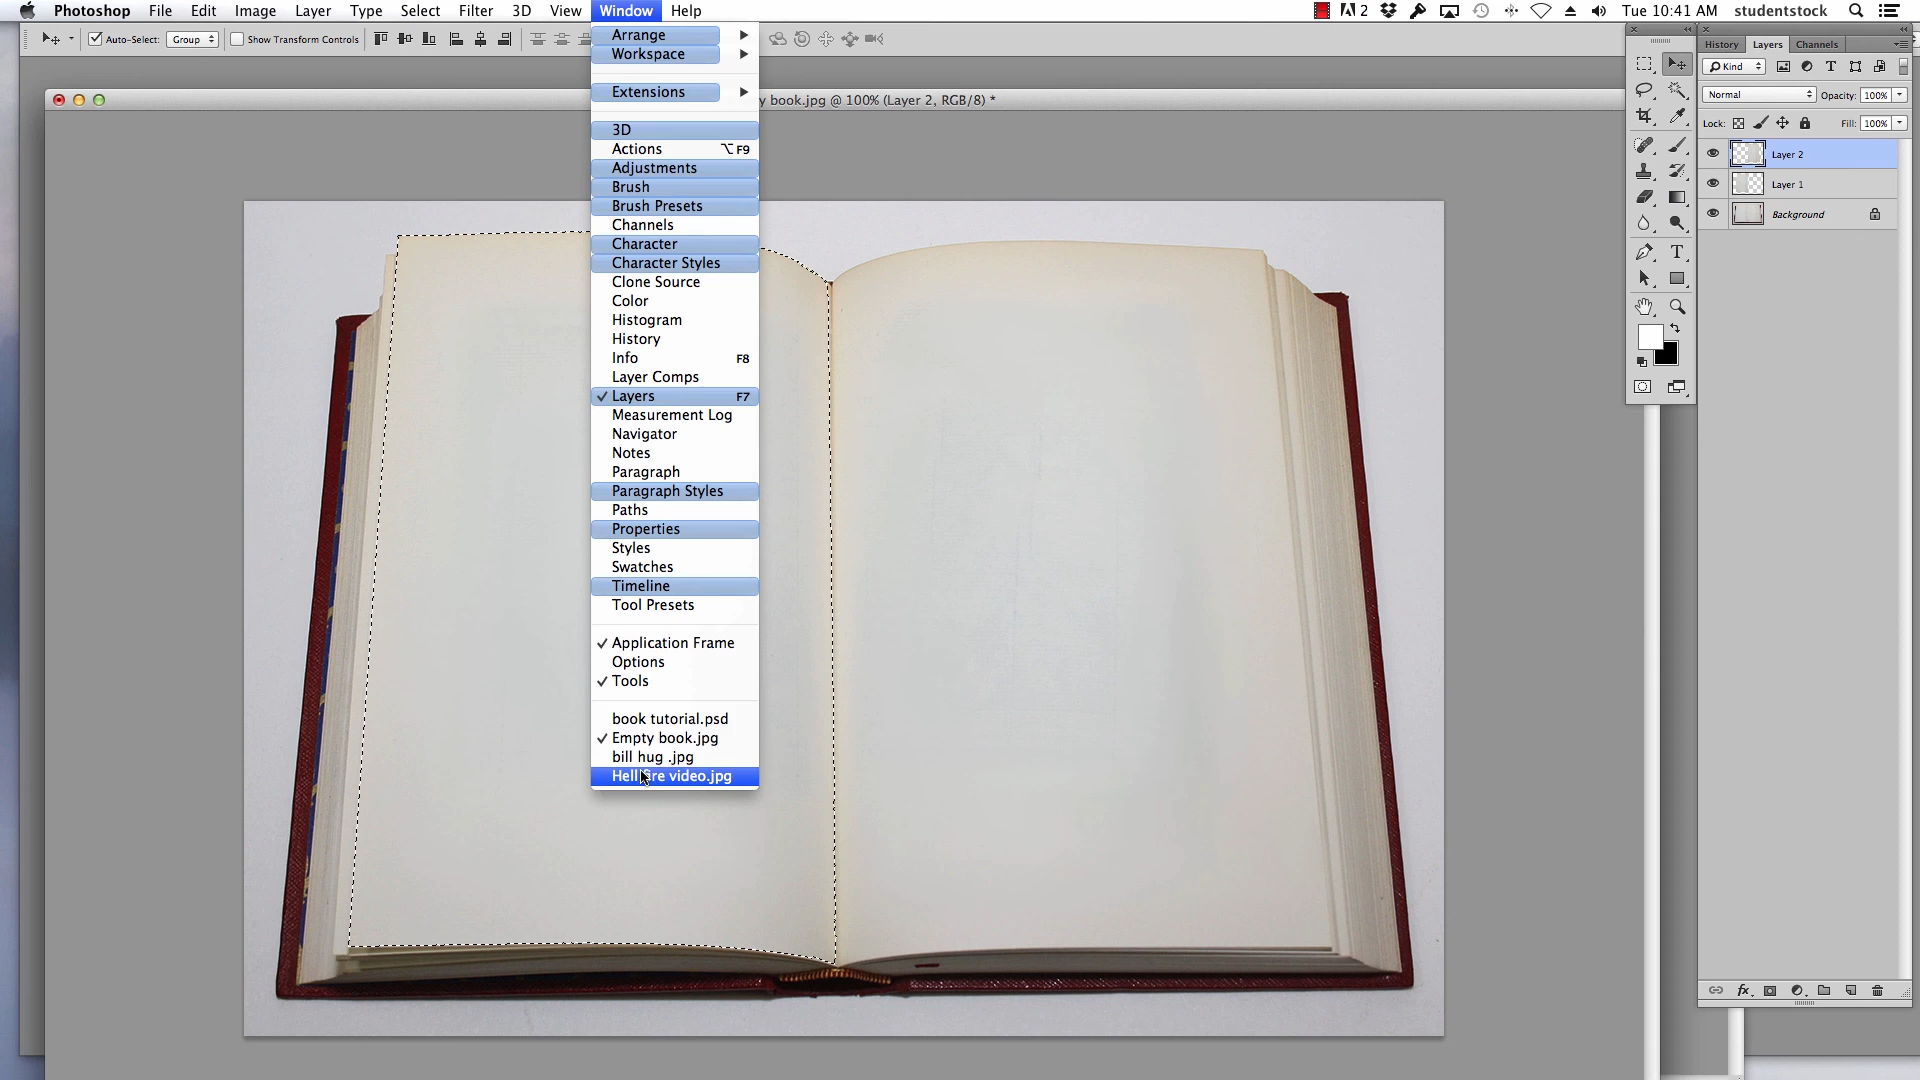 Photoshop File Edit Image Layer Type Select Filter 3D View Window Help 2 Tue 10:41 AM studentstock
Auto-Select: Group Show Transform Controls
y book.jpg @ 100% (Layer 2, RGB/8) *
Arrange
Workspace
Extensions
3D
Actions ⌥F9
Adjustments
Brush
Brush Presets
Channels
Character
Character Styles
Clone Source
Color
Histogram
History
Info F8
Layer Comps
✓ Layers F7
Measurement Log
Navigator
Notes
Paragraph
Paragraph Styles
Paths
Properties
Styles
Swatches
Timeline
Tool Presets
✓ Application Frame
Options
✓ Tools
book tutorial.psd
✓ Empty book.jpg
bill hug .jpg
Hell fire video.jpg
History Layers Channels
Kind
Normal Opacity: 100%
Lock: Fill: 100%
Layer 2
Layer 1
Background
fx